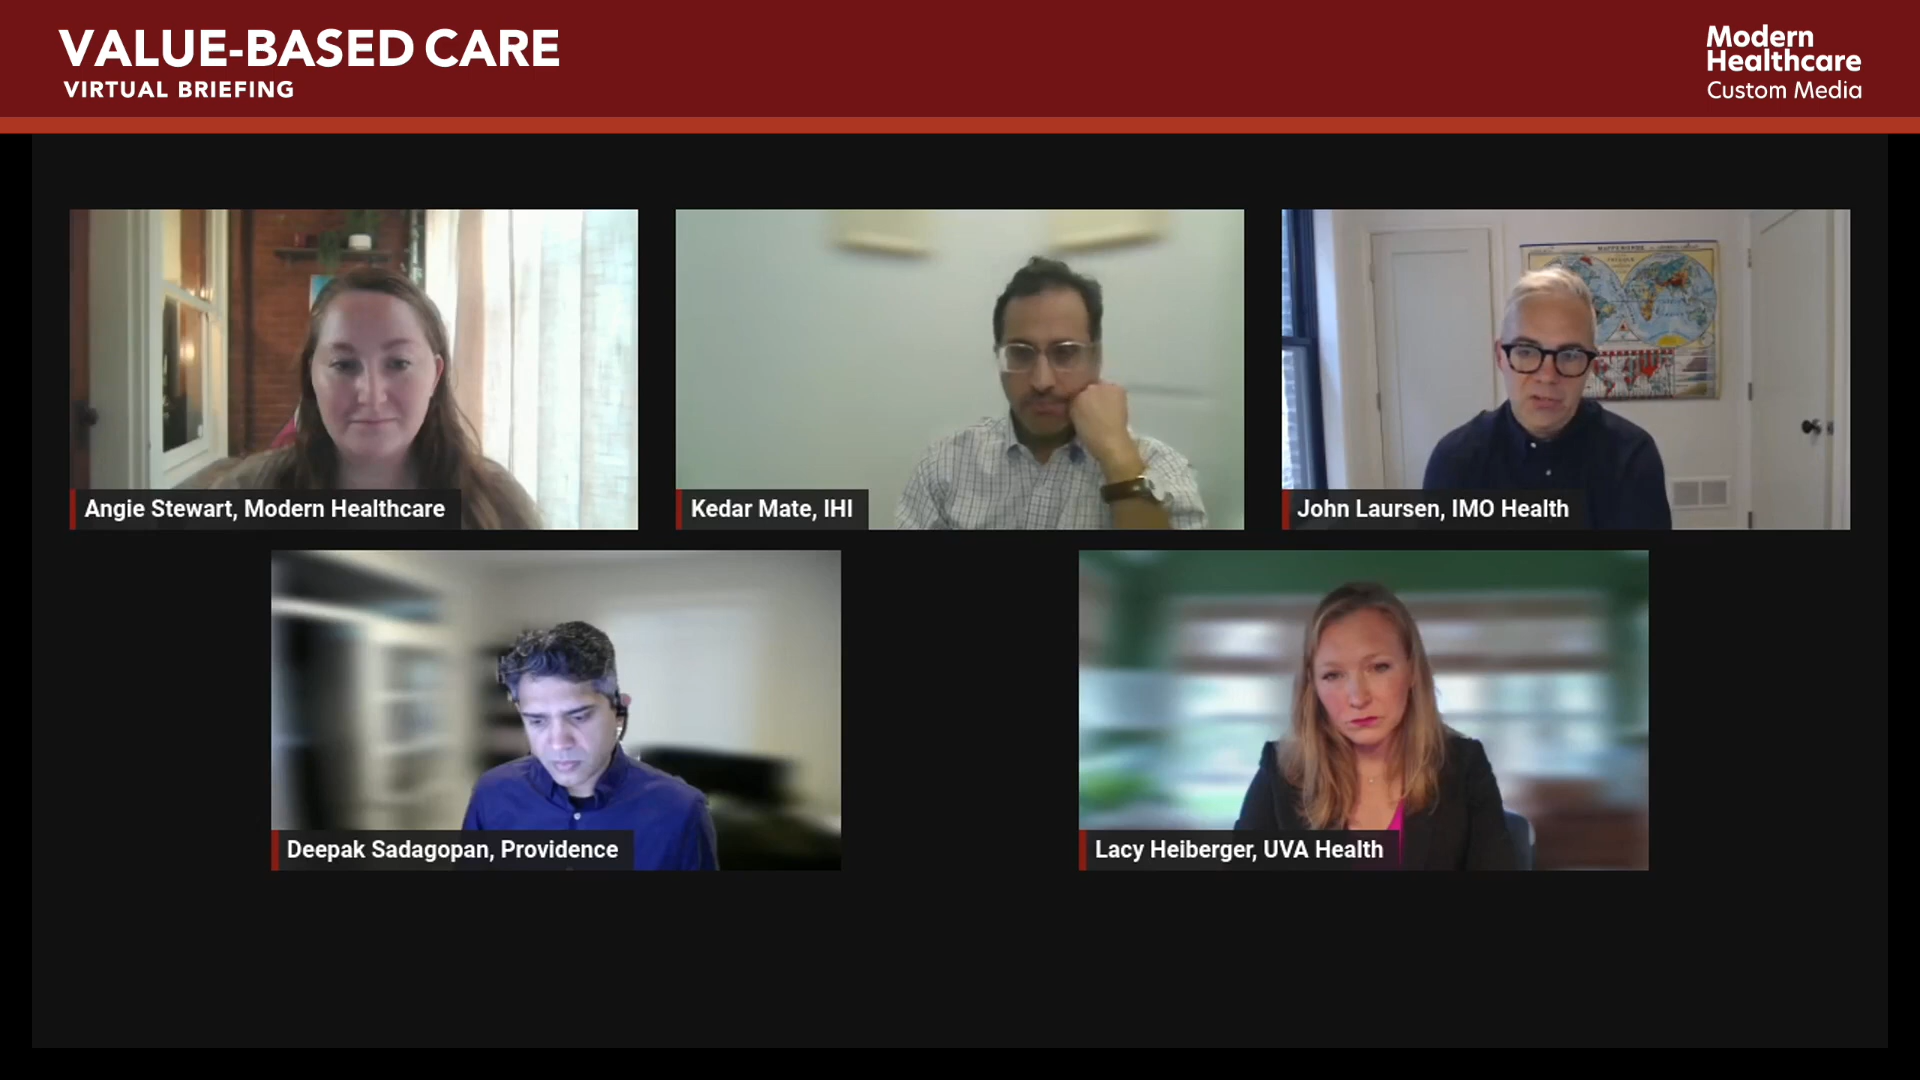 VALUE-BASED CARE
VIRTUAL BRIEFING
Modern
Healthcare
Custom Media
Angie Stewart, Modern Healthcare
Kedar Mate, IHI
John Laursen, IMO Health
Deepak Sadagopan, Providence
Lacy Heiberger, UVA Health